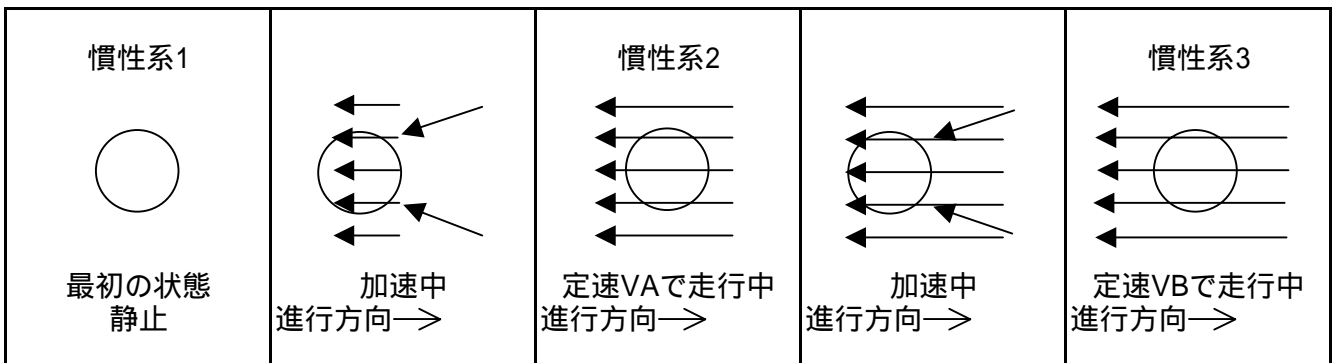 慣性系1
最初の状態
静止
加速中
進行方向─＞
慣性系2
定速VAで走行中
進行方向─＞
加速中
進行方向─＞
慣性系3
定速VBで走行中
進行方向─＞